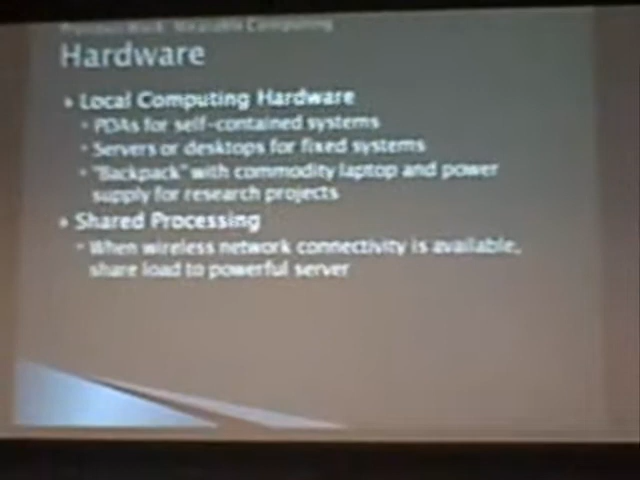 Previous Work: Wearable Computing
Hardware
Local Computing Hardware
PDAs for self-contained systems
Servers or desktops for fixed systems
"Backpack" with commodity laptop and power
supply for research projects
Shared Processing
When wireless network connectivity is available,
share load to powerful server